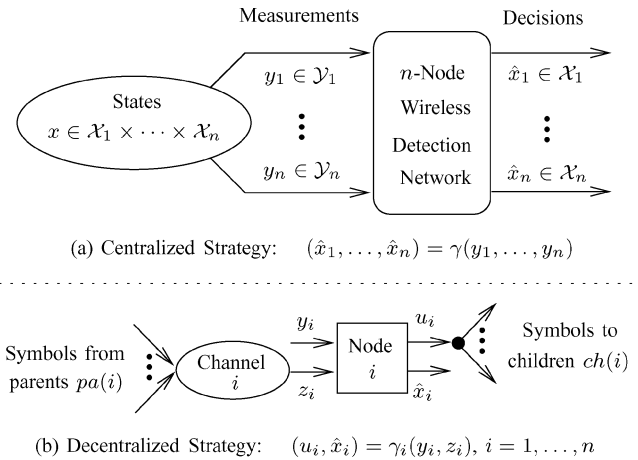 Measurements
Decisions
States
x ∈ 𝒳₁ × ⋯ × 𝒳ₙ
y₁ ∈ 𝒴₁
yₙ ∈ 𝒴ₙ
n-Node
Wireless
Detection
Network
x̂₁ ∈ 𝒳₁
x̂ₙ ∈ 𝒳ₙ
(a) Centralized Strategy: (x̂₁, . . . , x̂ₙ) = γ(y₁, . . . , yₙ)
Symbols from
parents pa(i)
Channel
i
yᵢ
zᵢ
Node
i
uᵢ
x̂ᵢ
Symbols to
children ch(i)
(b) Decentralized Strategy: (uᵢ, x̂ᵢ) = γᵢ(yᵢ, zᵢ), i = 1, . . . , n